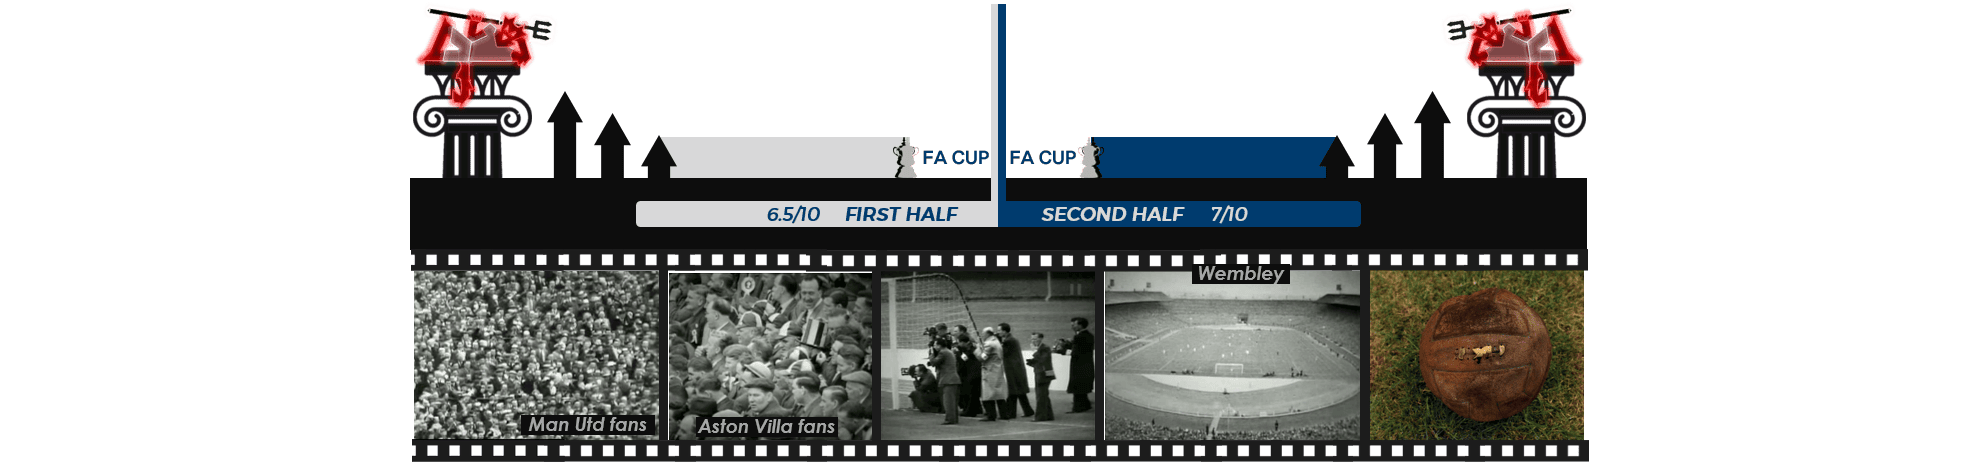 FA CUP FA CUP
6.5/10 FIRST HALF SECOND HALF 7/10
Wembley
Man Utd fans
Aston Villa fans